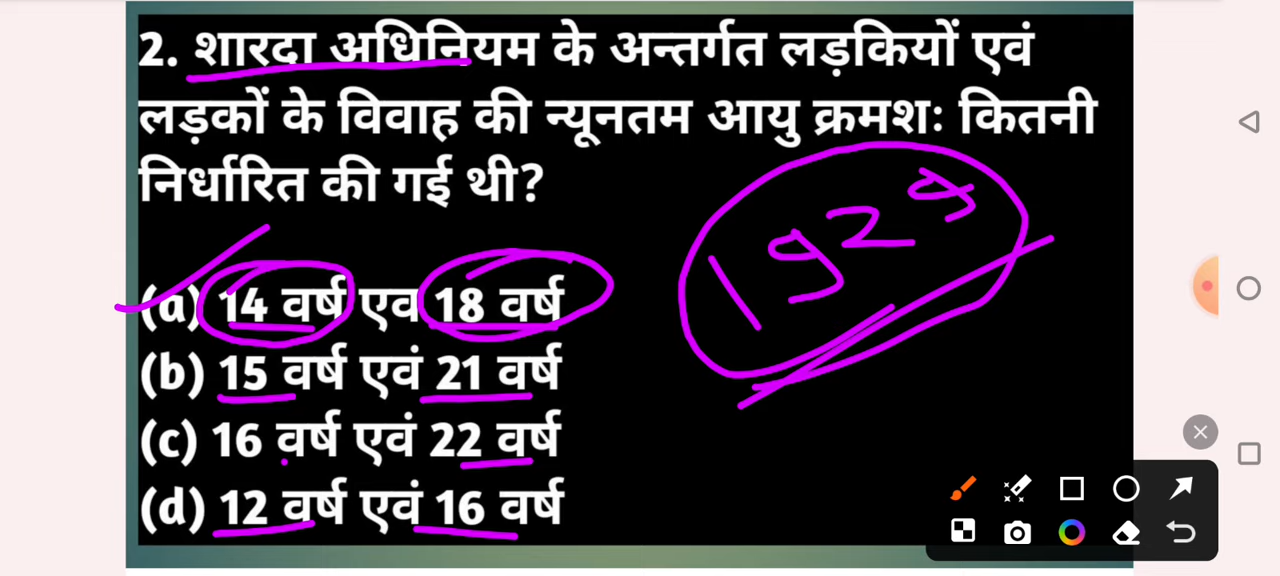 2. शारदा अधिनियम के अन्तर्गत लड़कियों एवं
लड़कों के विवाह की न्यूनतम आयु क्रमशः कितनी
निर्धारित की गई थी?
1929
(a) 14 वर्ष एवं 18 वर्ष
(b) 15 वर्ष एवं 21 वर्ष
(c) 16 वर्ष एवं 22 वर्ष
(d) 12 वर्ष एवं 16 वर्ष